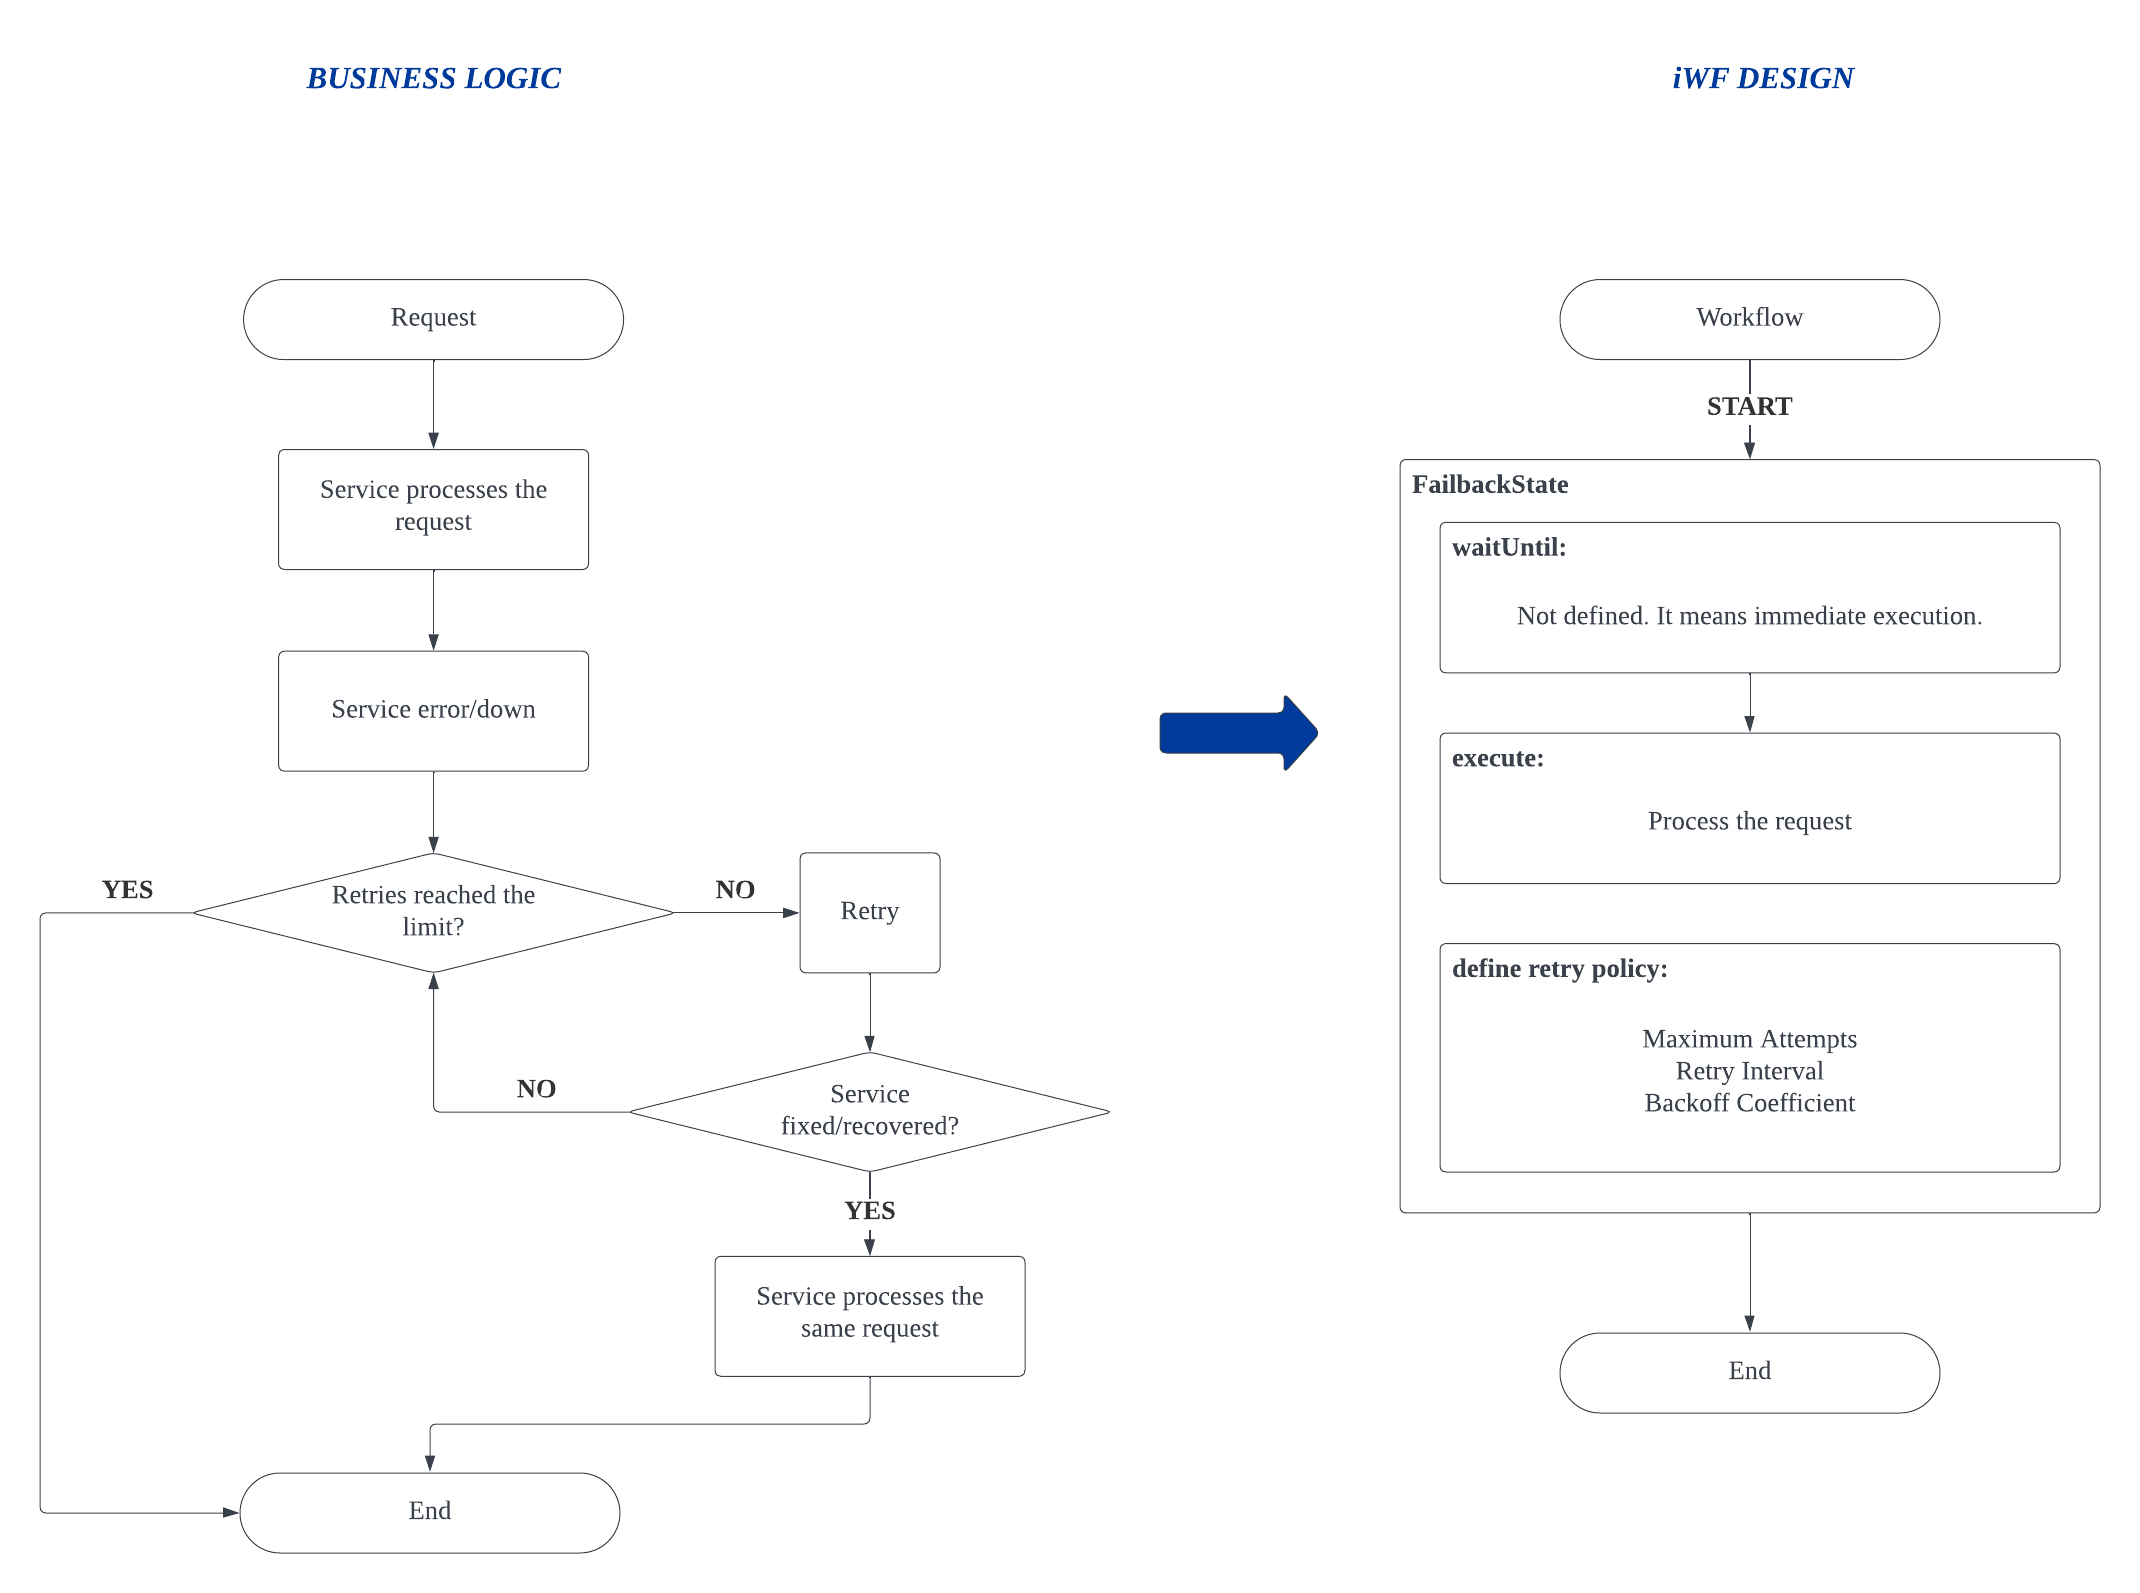 BUSINESS LOGIC
Request
Service processes the
request
Service error/down
Retries reached the
limit?
YES
NO
Retry
Service
fixed/recovered?
NO
YES
Service processes the
same request
End
iWF DESIGN
Workflow
START
FailbackState
waitUntil:
Not defined. It means immediate execution.
execute:
Process the request
define retry policy:
Maximum Attempts
Retry Interval
Backoff Coefficient
End